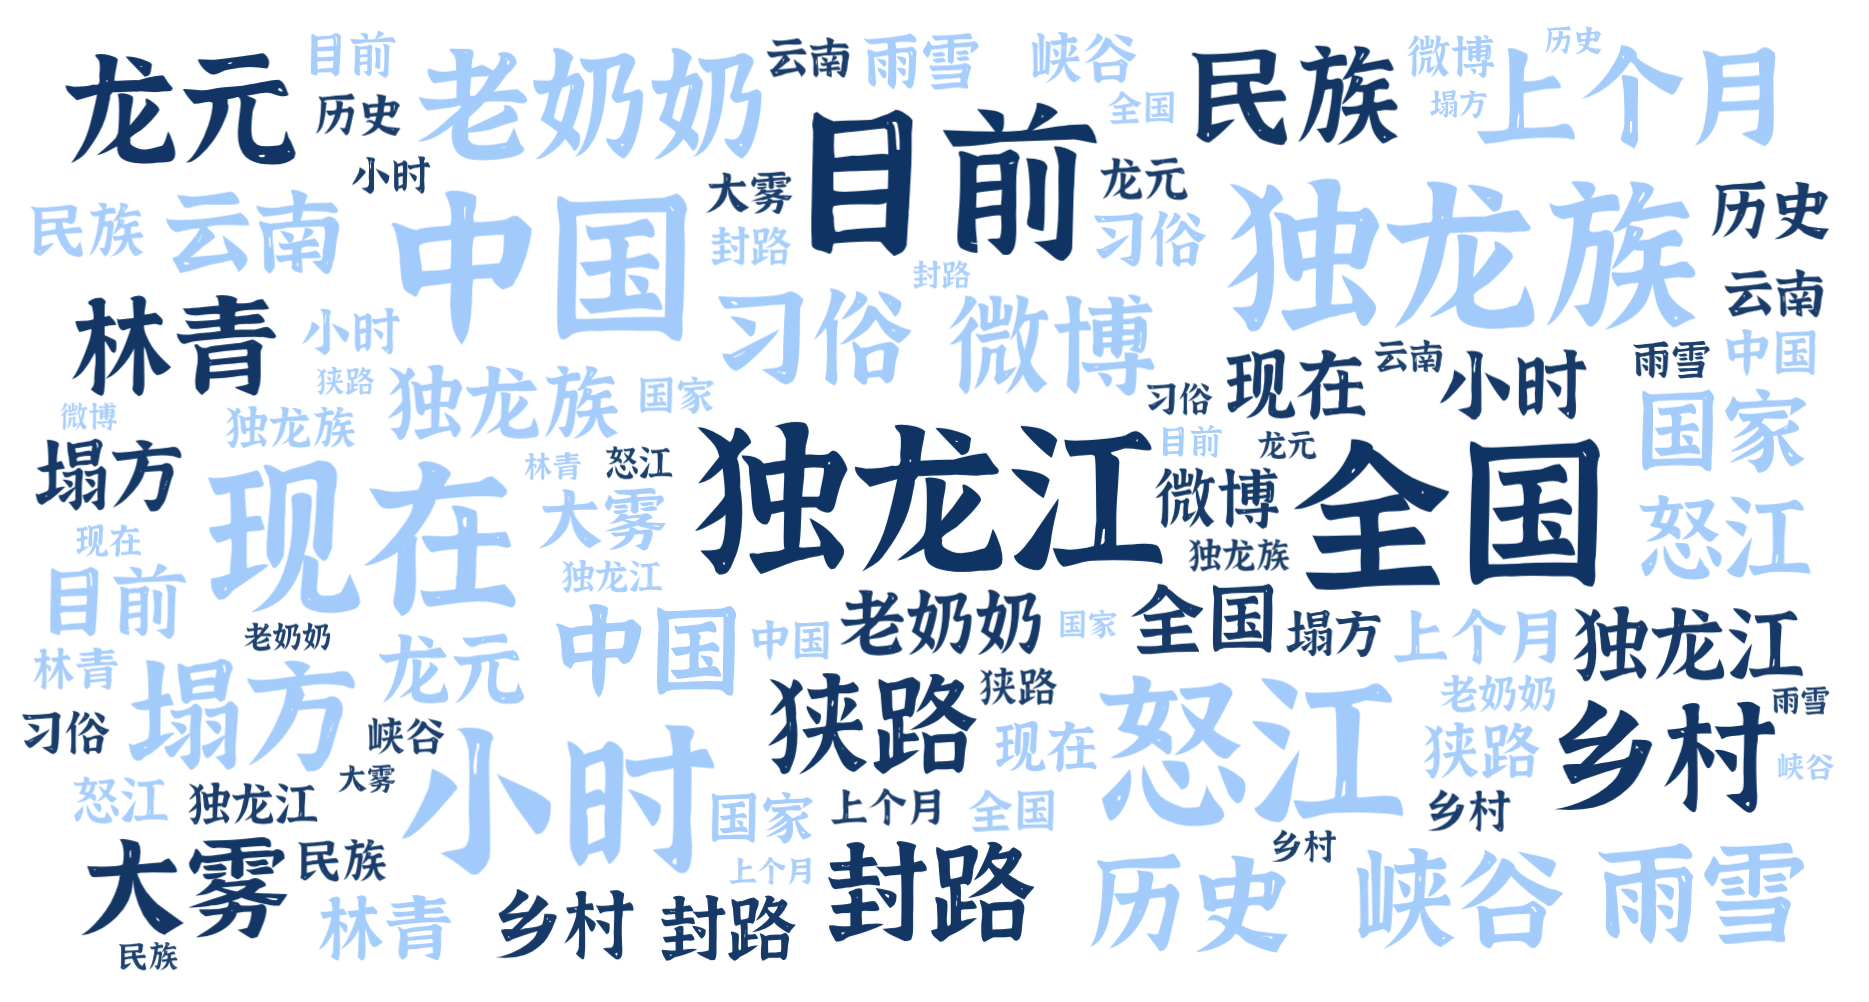 龙元
目前
老奶奶
云南
雨雪
峡谷
民族
微博
历史
上个月
历史
全国
塌方
目前
小时
大雾
龙元
独龙族
历史
民族
云南
中国
封路
习俗
封路
云南
林青
小时
习俗
微博
现在
云南
小时
雨雪
中国
狭路
独龙族
国家
习俗
国家
微博
独龙族
塌方
现在
林青
怒江
独龙江
目前
龙元
全国
微博
大雾
怒江
现在
独龙族
目前
独龙江
老奶奶
中国
中国
老奶奶
国家
全国
塌方
上个月
独龙江
林青
塌方
龙元
狭路
狭路
怒江
老奶奶
雨雪
习俗
峡谷
小时
现在
狭路
乡村
峡谷
大雾
怒江
独龙江
国家
上个月
全国
乡村
大雾
民族
上个月
封路
历史
乡村
峡谷
雨雪
林青
乡村
封路
民族